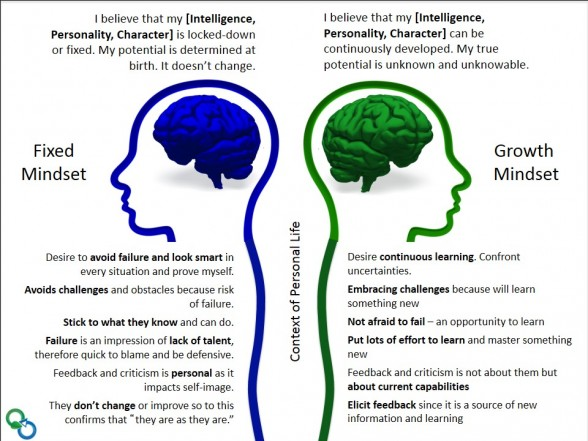 I believe that my [Intelligence,
Personality, Character] is locked-down
or fixed. My potential is determined at
birth. It doesn't change.
I believe that my [Intelligence,
Personality, Character] can be
continuously developed. My true
potential is unknown and unknowable.
Fixed
Mindset
Growth
Mindset
Context of Personal Life
Desire to avoid failure and look smart in
every situation and prove myself.
Avoids challenges and obstacles because risk
of failure.
Stick to what they know and can do.
Failure is an impression of lack of talent,
therefore quick to blame and be defensive.
Feedback and criticism is personal as it
impacts self-image.
They don't change or improve so to this
confirms that "they are as they are."
Desire continuous learning. Confront
uncertainties.
Embracing challenges because will learn
something new
Not afraid to fail – an opportunity to learn
Put lots of effort to learn and master something
new
Feedback and criticism is not about them but
about current capabilities
Elicit feedback since it is a source of new
information and learning